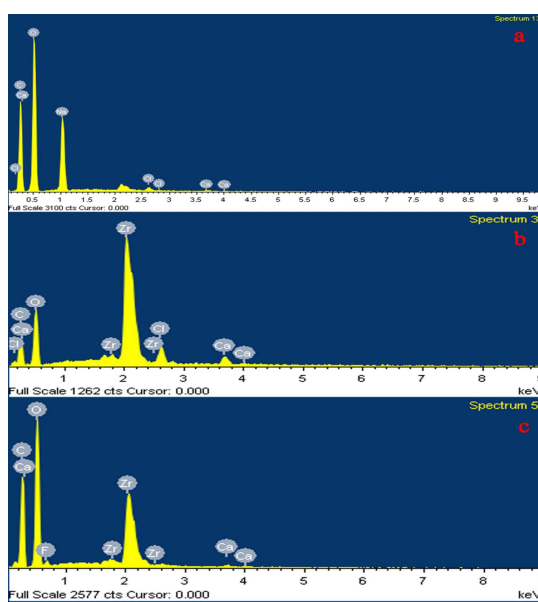 Spectrum 13
a
O
C
Ca
Na
Cl
Cl
Cl
Ca
Ca
0.5 1 1.5 2 2.5 3 3.5 4 4.5 5 5.5 6 6.5 7 7.5 8 8.5 9 9.5
Full Scale 3100 cts Cursor: 0.000
keV
Spectrum 3
b
Zr
C
O
Ca
Cl
Zr
Zr
Cl
Ca
Ca
1 2 3 4 5 6 7 8
Full Scale 1262 cts Cursor: 0.000
keV
Spectrum 5
c
O
C
Ca
F
Zr
Zr
Zr
Ca
Ca
1 2 3 4 5 6 7 8
Full Scale 2577 cts Cursor: 0.000
keV